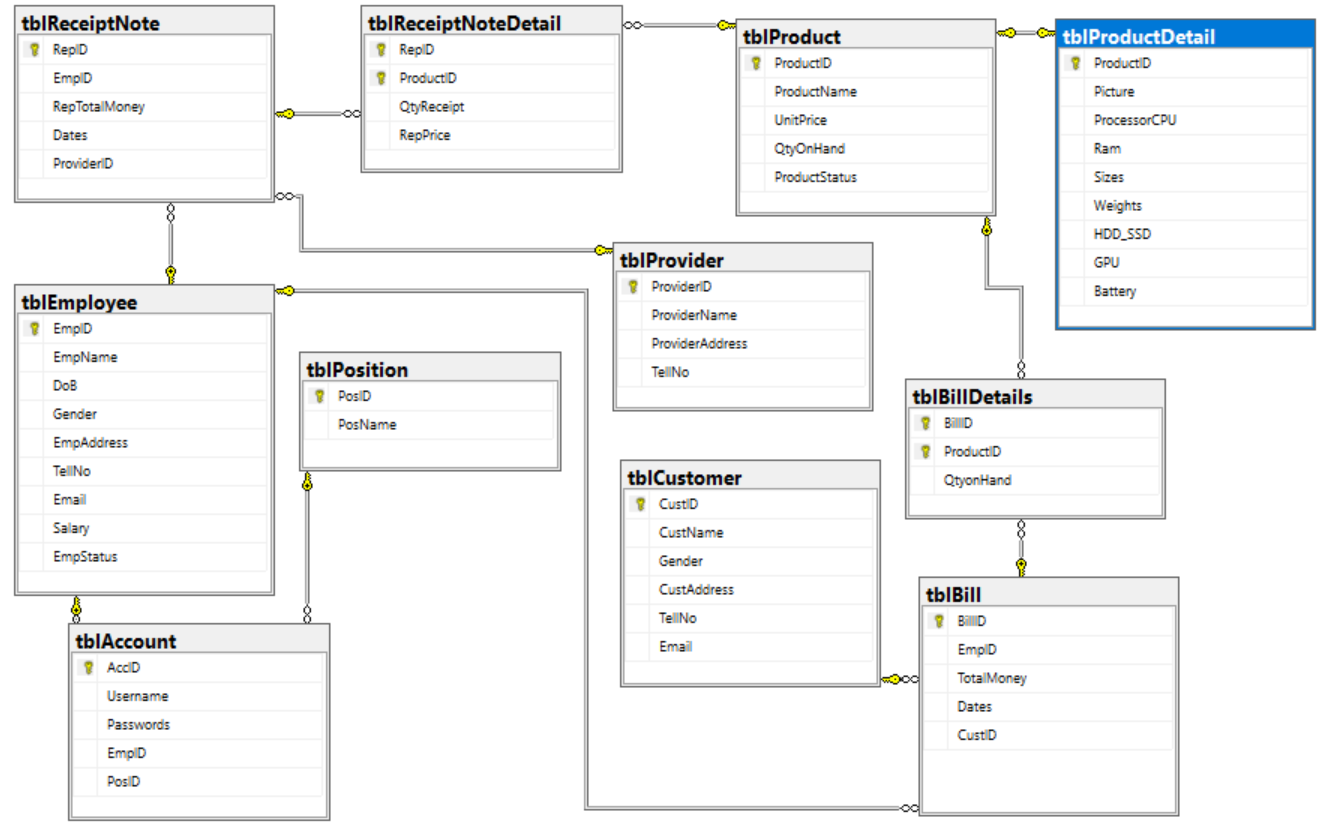 tblReceiptNote
RepID
EmpID
RepTotalMoney
Dates
ProviderID
tblReceiptNoteDetail
RepID
ProductID
QtyReceipt
RepPrice
tblProduct
ProductID
ProductName
UnitPrice
QtyOnHand
ProductStatus
tblProductDetail
ProductID
Picture
ProcessorCPU
Ram
Sizes
Weights
HDD_SSD
GPU
Battery
tblProvider
ProviderID
ProviderName
ProviderAddress
TellNo
tblEmployee
EmpID
EmpName
DoB
Gender
EmpAddress
TellNo
Email
Salary
EmpStatus
tblPosition
PosID
PosName
tblBillDetails
BillID
ProductID
QtyonHand
tblCustomer
CustID
CustName
Gender
CustAddress
TellNo
Email
tblBill
BillID
EmpID
TotalMoney
Dates
CustID
tblAccount
AccID
Username
Passwords
EmpID
PosID